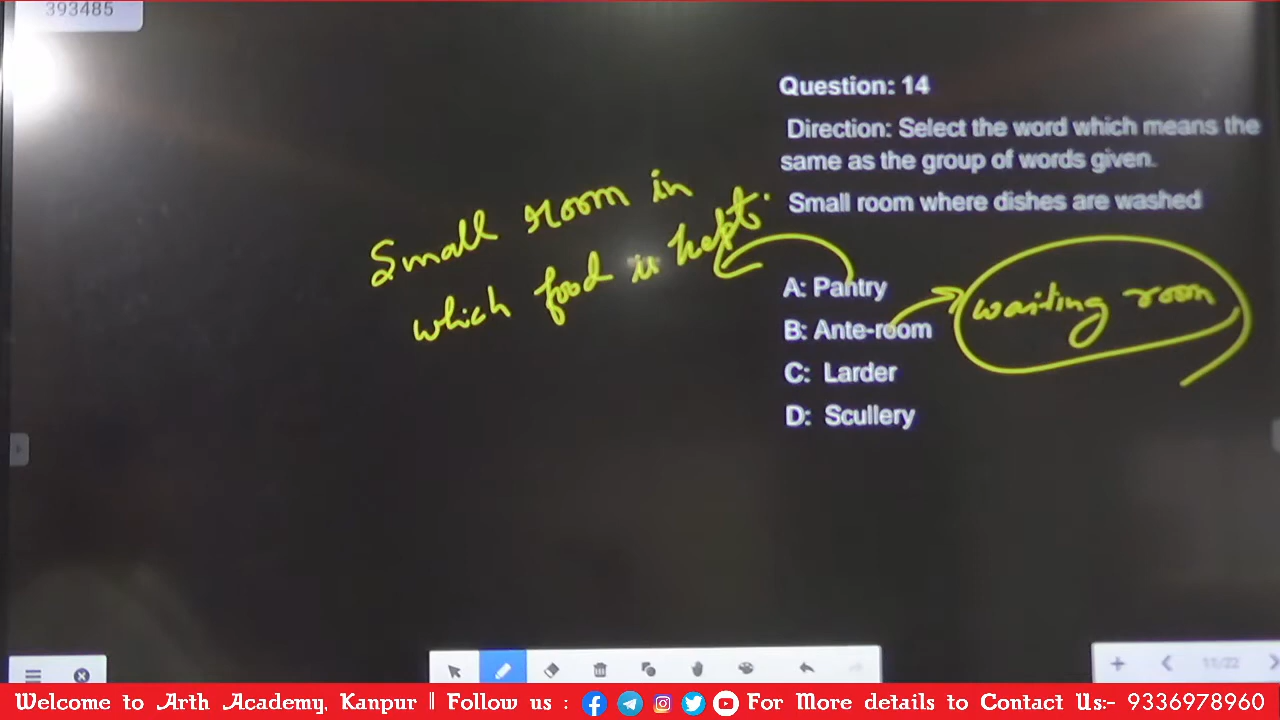 393485
Question: 14
Direction: Select the word which means the
same as the group of words given.
Small room where dishes are washed
Small room in
which food is kept.
A: Pantry
B: Ante-room
waiting room
C: Larder
D: Scullery
11/22
Welcome to Arth Academy, Kanpur || Follow us : For More details to Contact Us:- 9336978960